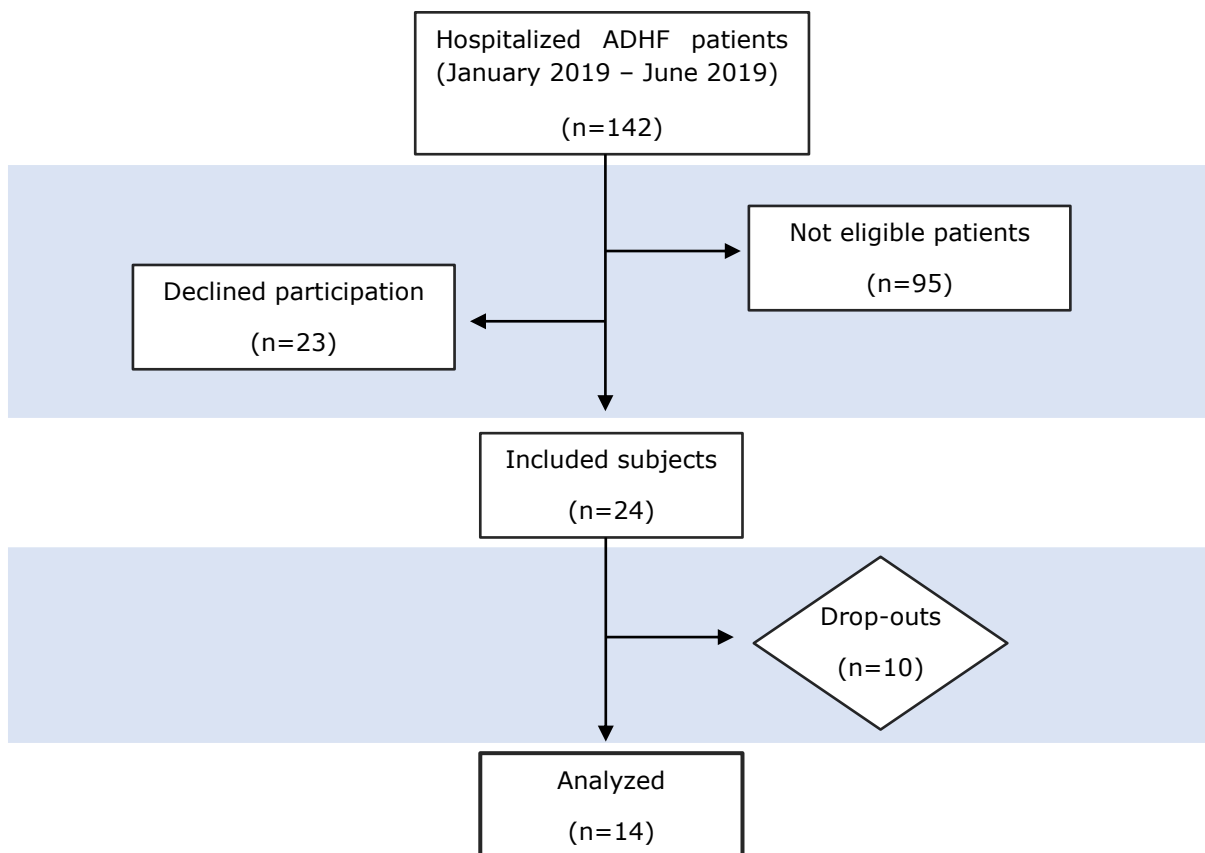 Hospitalized ADHF patients
(January 2019 – June 2019)
(n=142)
Not eligible patients
(n=95)
Declined participation
(n=23)
Included subjects
(n=24)
Drop-outs
(n=10)
Analyzed
(n=14)